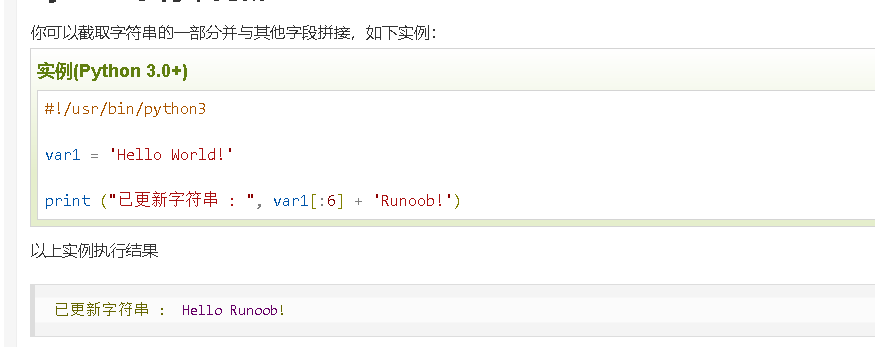 你可以截取字符串的一部分并与其他字段拼接，如下实例：
实例(Python 3.0+)
#!/usr/bin/python3
var1 = 'Hello World!'
print ("已更新字符串 : ", var1[:6] + 'Runoob!')
以上实例执行结果
已更新字符串 :  Hello Runoob!